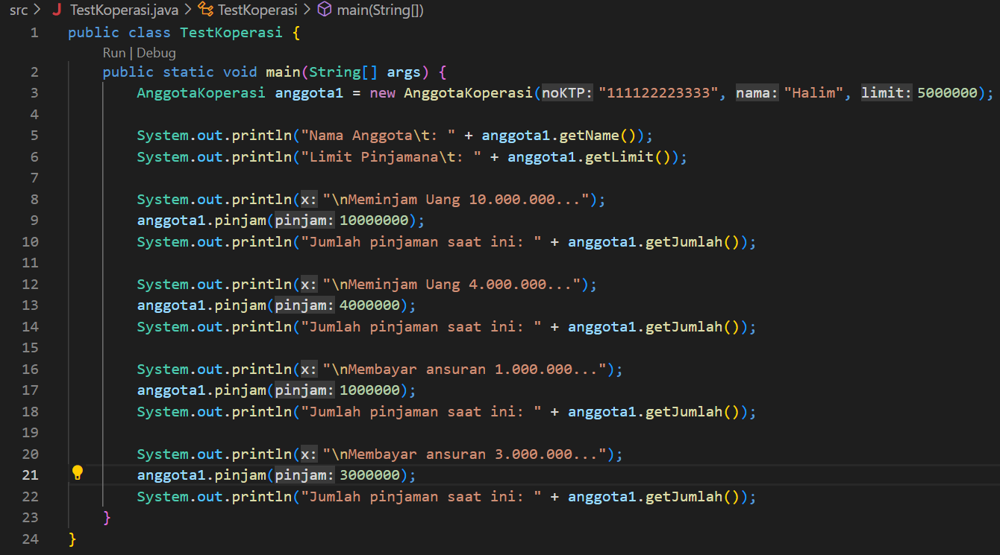 src > TestKoperasi.java > TestKoperasi > main(String[])
1 public class TestKoperasi {
Run | Debug
2 public static void main(String[] args) {
3 AnggotaKoperasi anggota1 = new AnggotaKoperasi(noKTP: "111122223333", nama: "Halim", limit: 5000000);
4
5 System.out.println("Nama Anggota\t: " + anggota1.getName());
6 System.out.println("Limit Pinjamana\t: " + anggota1.getLimit());
7
8 System.out.println(x: "\nMeminjam Uang 10.000.000...");
9 anggota1.pinjam(pinjam: 10000000);
10 System.out.println("Jumlah pinjaman saat ini: " + anggota1.getJumlah());
11
12 System.out.println(x: "\nMeminjam Uang 4.000.000...");
13 anggota1.pinjam(pinjam: 4000000);
14 System.out.println("Jumlah pinjaman saat ini: " + anggota1.getJumlah());
15
16 System.out.println(x: "\nMembayar ansuran 1.000.000...");
17 anggota1.pinjam(pinjam: 1000000);
18 System.out.println("Jumlah pinjaman saat ini: " + anggota1.getJumlah());
19
20 System.out.println(x: "\nMembayar ansuran 3.000.000...");
21 anggota1.pinjam(pinjam: 3000000);
22 System.out.println("Jumlah pinjaman saat ini: " + anggota1.getJumlah());
23 }
24 }